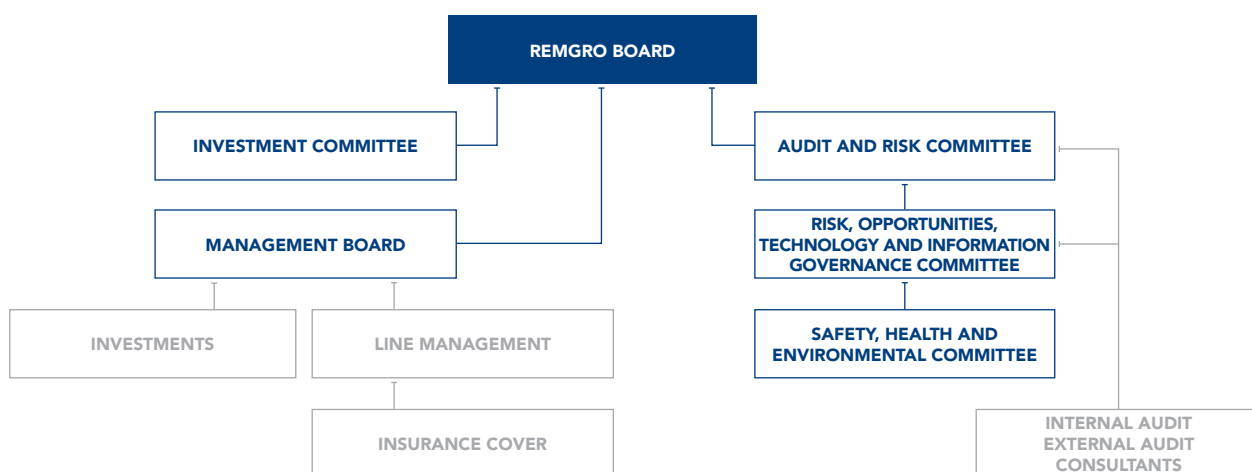 REMGRO BOARD
INVESTMENT COMMITTEE
AUDIT AND RISK COMMITTEE
MANAGEMENT BOARD
RISK, OPPORTUNITIES,
TECHNOLOGY AND INFORMATION
GOVERNANCE COMMITTEE
INVESTMENTS
LINE MANAGEMENT
SAFETY, HEALTH AND
ENVIRONMENTAL COMMITTEE
INSURANCE COVER
INTERNAL AUDIT
EXTERNAL AUDIT
CONSULTANTS